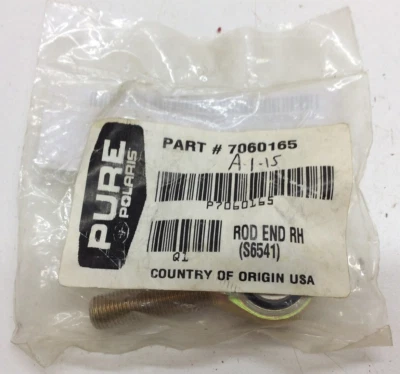 PURE
POLARIS
PART # 7060165
A-1-15
P7060165
ROD END RH
(S6541)
Q1
COUNTRY OF ORIGIN USA